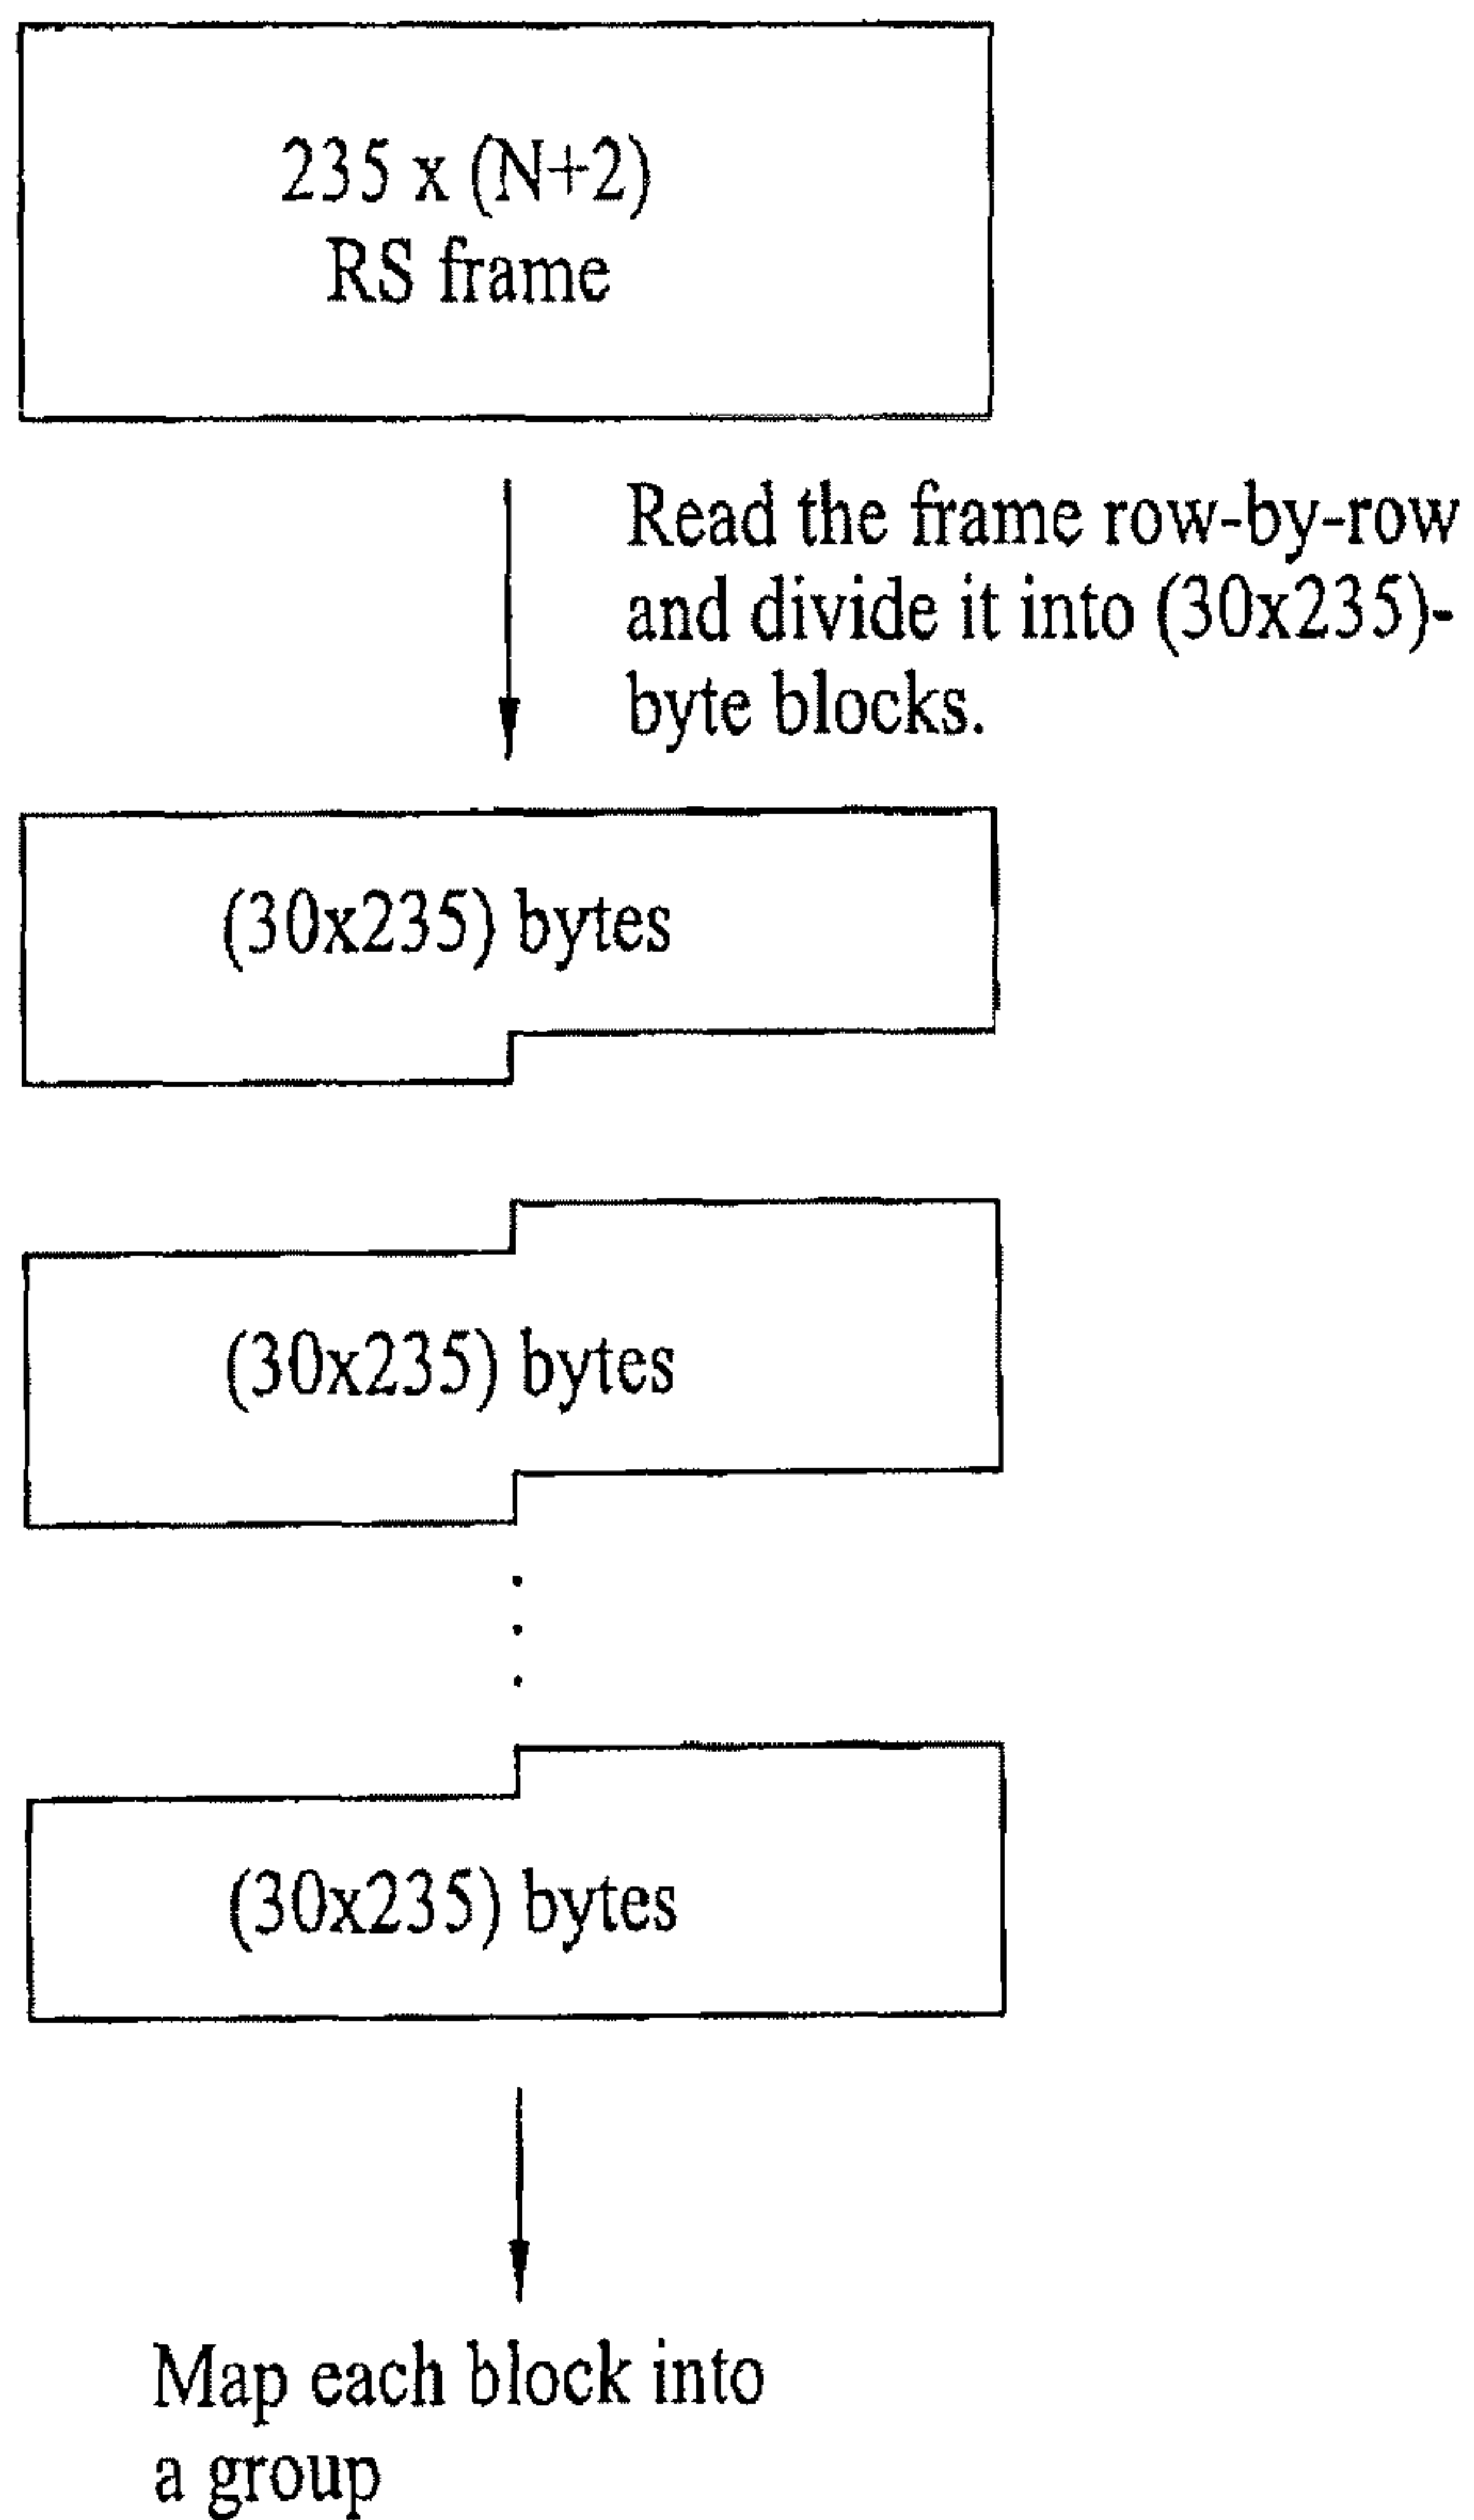 235 x (N+2)
RS frame
Read the frame row-by-row
and divide it into (30x235)-
byte blocks.
(30x235) bytes
(30x235) bytes
(30x235) bytes
Map each block into
a group